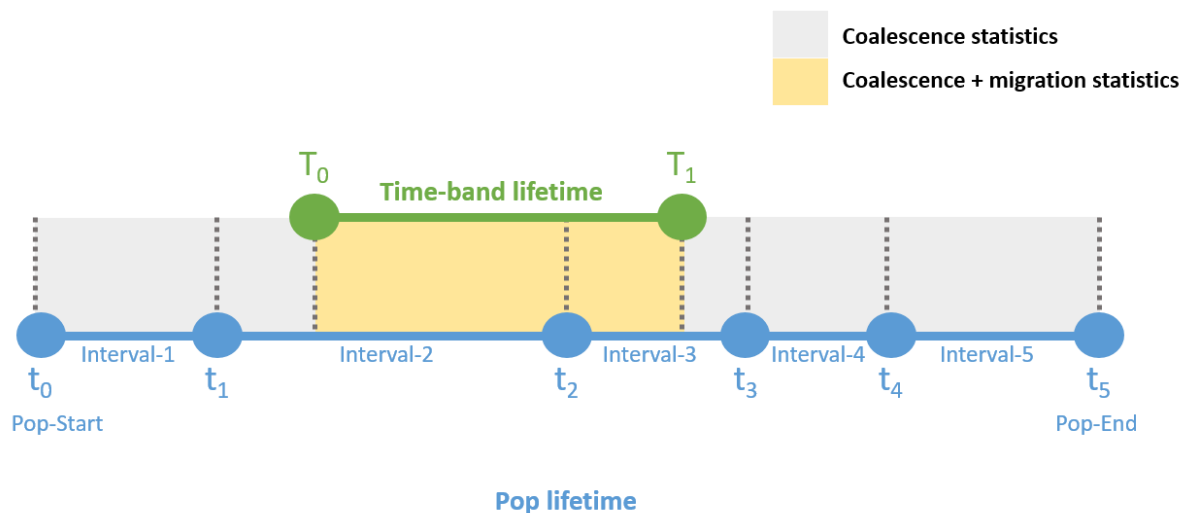 Coalescence statistics
Coalescence + migration statistics
T₀ T₁
Time-band lifetime
Interval-1 Interval-2 Interval-3 Interval-4 Interval-5
t₀ t₁ t₂ t₃ t₄ t₅
Pop-Start Pop-End
Pop lifetime